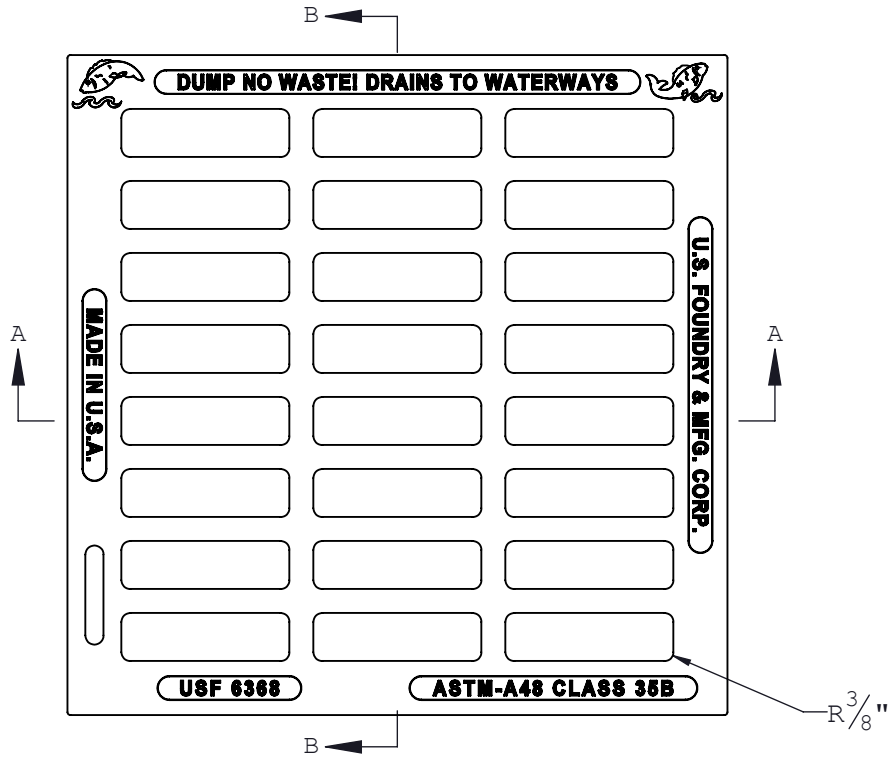 B
DUMP NO WASTE! DRAINS TO WATERWAYS
A
MADE IN U.S.A.
U.S. FOUNDRY & MFG. CORP.
A
USF 6368
ASTM-A48 CLASS 35B
R3/8"
B